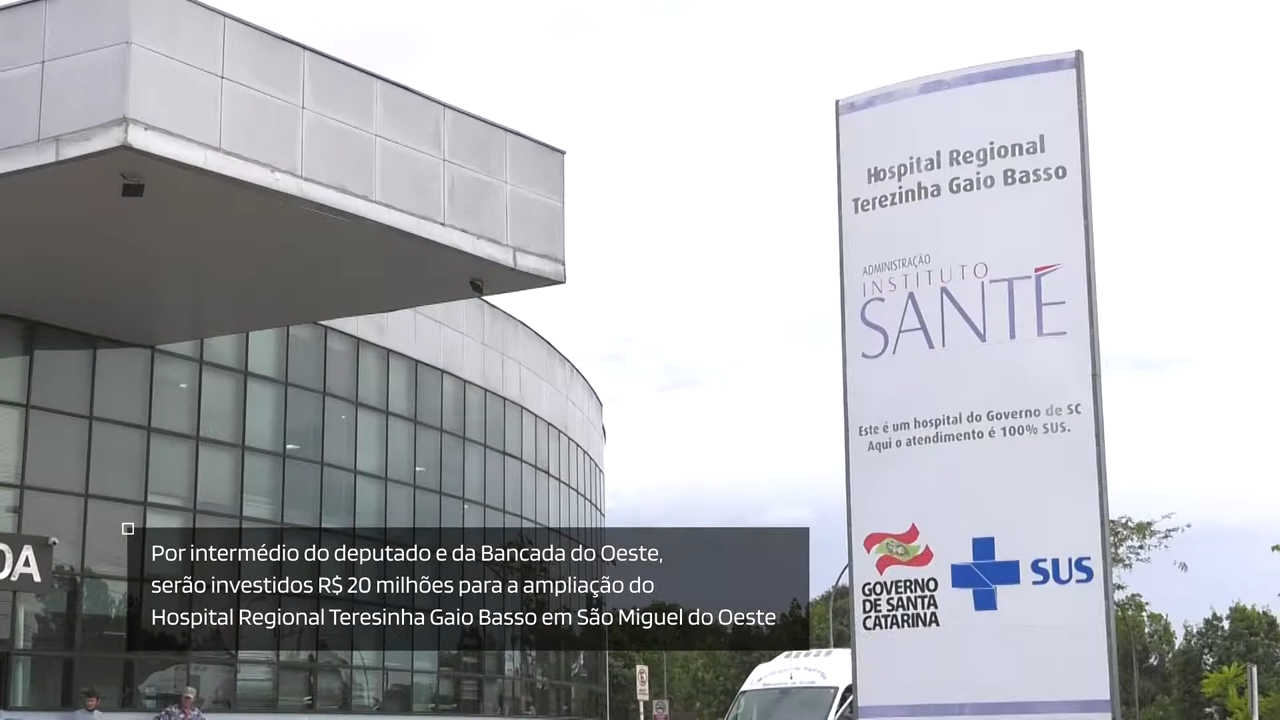 Hospital Regional
Terezinha Gaio Basso
ADMINISTRAÇÃO
INSTITUTO
SANTÉ
Este é um hospital do Governo de SC
Aqui o atendimento é 100% SUS.
GOVERNO
DE SANTA
CATARINA
SUS
DA
Por intermédio do deputado e da Bancada do Oeste,
serão investidos R$ 20 milhões para a ampliação do
Hospital Regional Teresinha Gaio Basso em São Miguel do Oeste